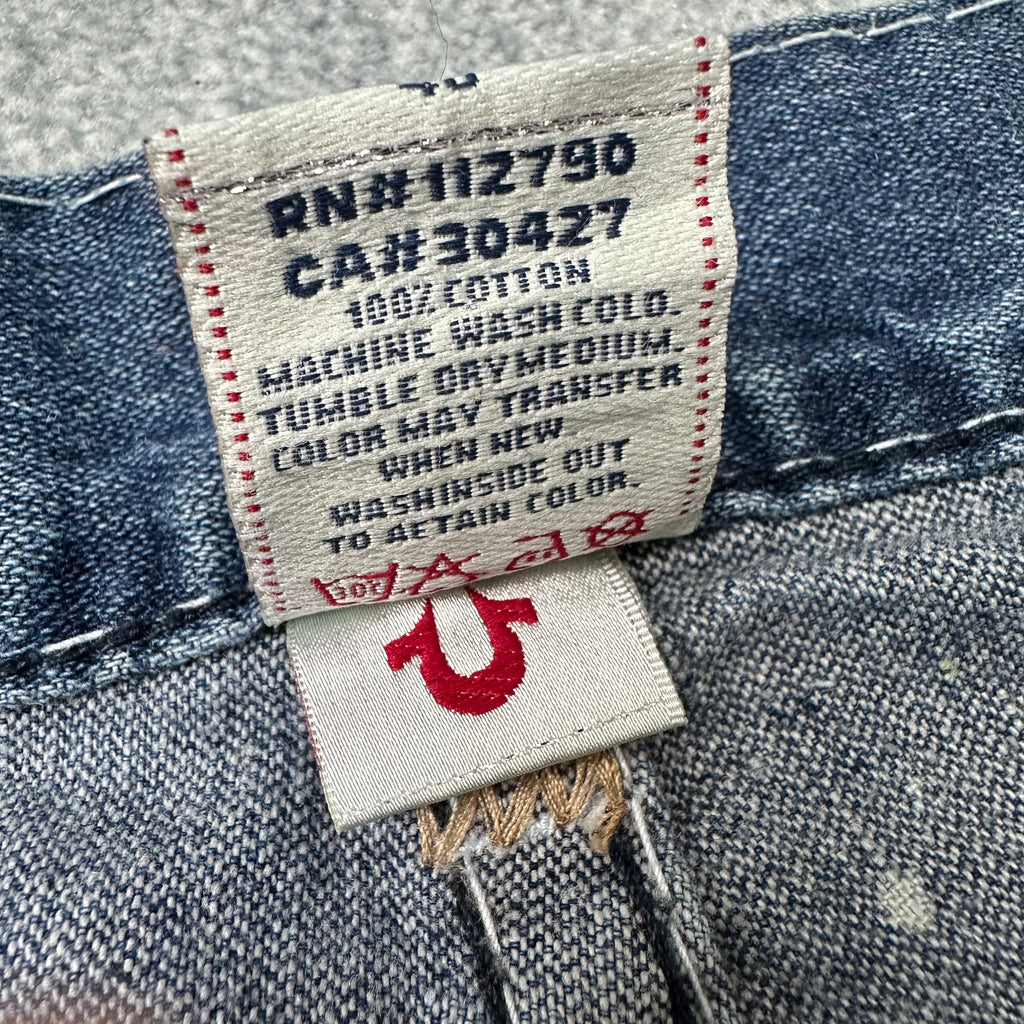 RN#112790
CA#30427
100% COTTON
MACHINE WASH COLD.
TUMBLE DRY MEDIUM.
COLOR MAY TRANSFER
WHEN NEW
WASH INSIDE OUT
TO RETAIN COLOR.
30C